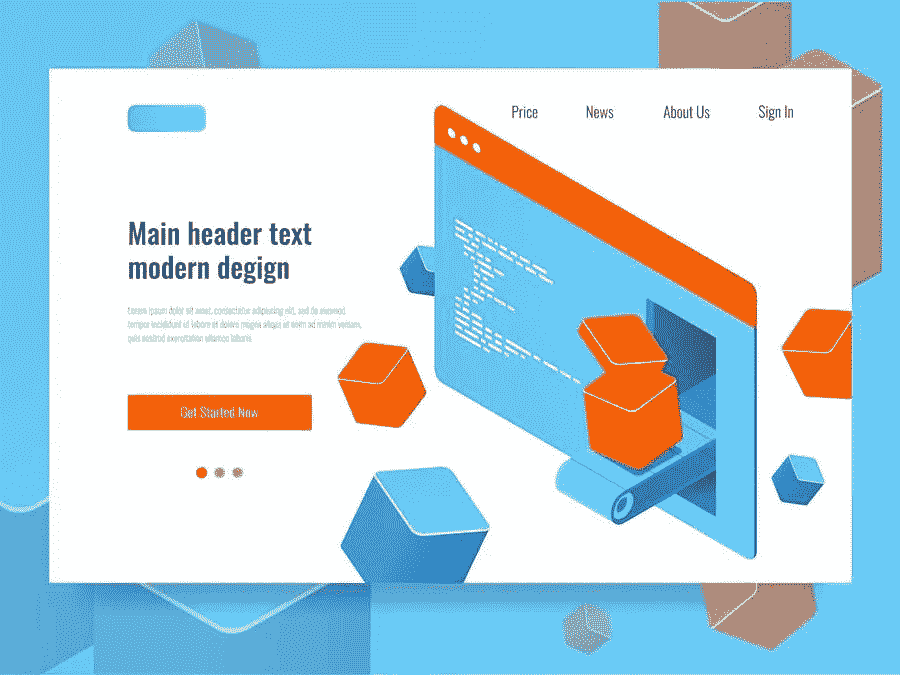 Price
News
About Us
Sign In
Main header text
modern degign
Lorem ipsum dolor sit amet, consectetur adipiscing elit, sed do eiusmod
tempor incididunt ut labore et dolore magna aliqua ut enim ad minim veniam,
quis nostrud exercitation ullamco laboris
Get Started Now